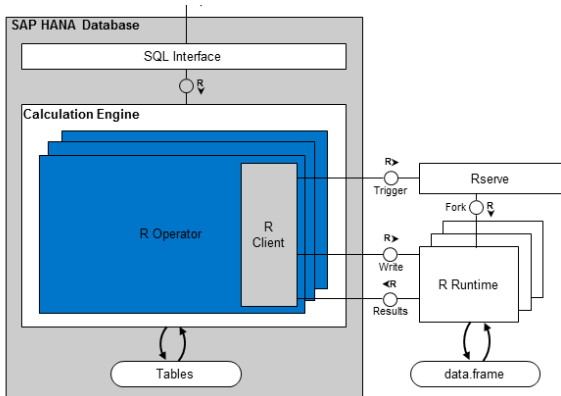 SAP HANA Database
SQL Interface
R
Calculation Engine
R Operator
R
Client
R
Trigger
Rserve
Fork
R
R
Write
R
Results
R Runtime
Tables
data.frame